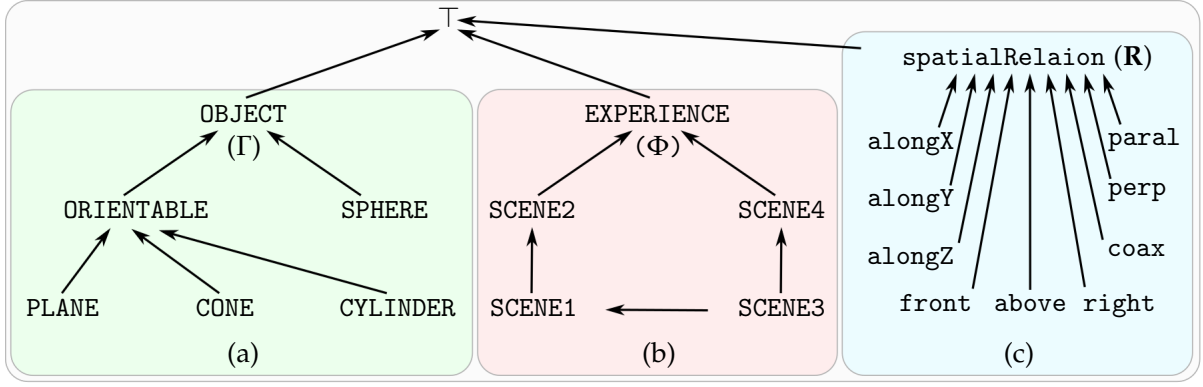 ⊤
spatialRelaion (R)
OBJECT
(Γ)
EXPERIENCE
(Φ)
alongX
paral
alongY
perp
ORIENTABLE
SPHERE
SCENE2
SCENE4
alongZ
coax
PLANE
CONE
CYLINDER
SCENE1
SCENE3
front
above
right
(a)
(b)
(c)